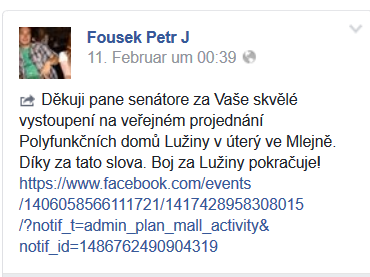 Fousek Petr J
11. Februar um 00:39
Děkuji pane senátore za Vaše skvělé
vystoupení na veřejném projednání
Polyfunkčních domů Lužiny v úterý ve Mlejně.
Díky za tato slova. Boj za Lužiny pokračuje!
https://www.facebook.com/events
/1406058566111721/1417428958308015
/?notif_t=admin_plan_mall_activity&
notif_id=1486762490904319